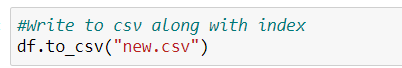 #Write to csv along with index
df.to_csv("new.csv")